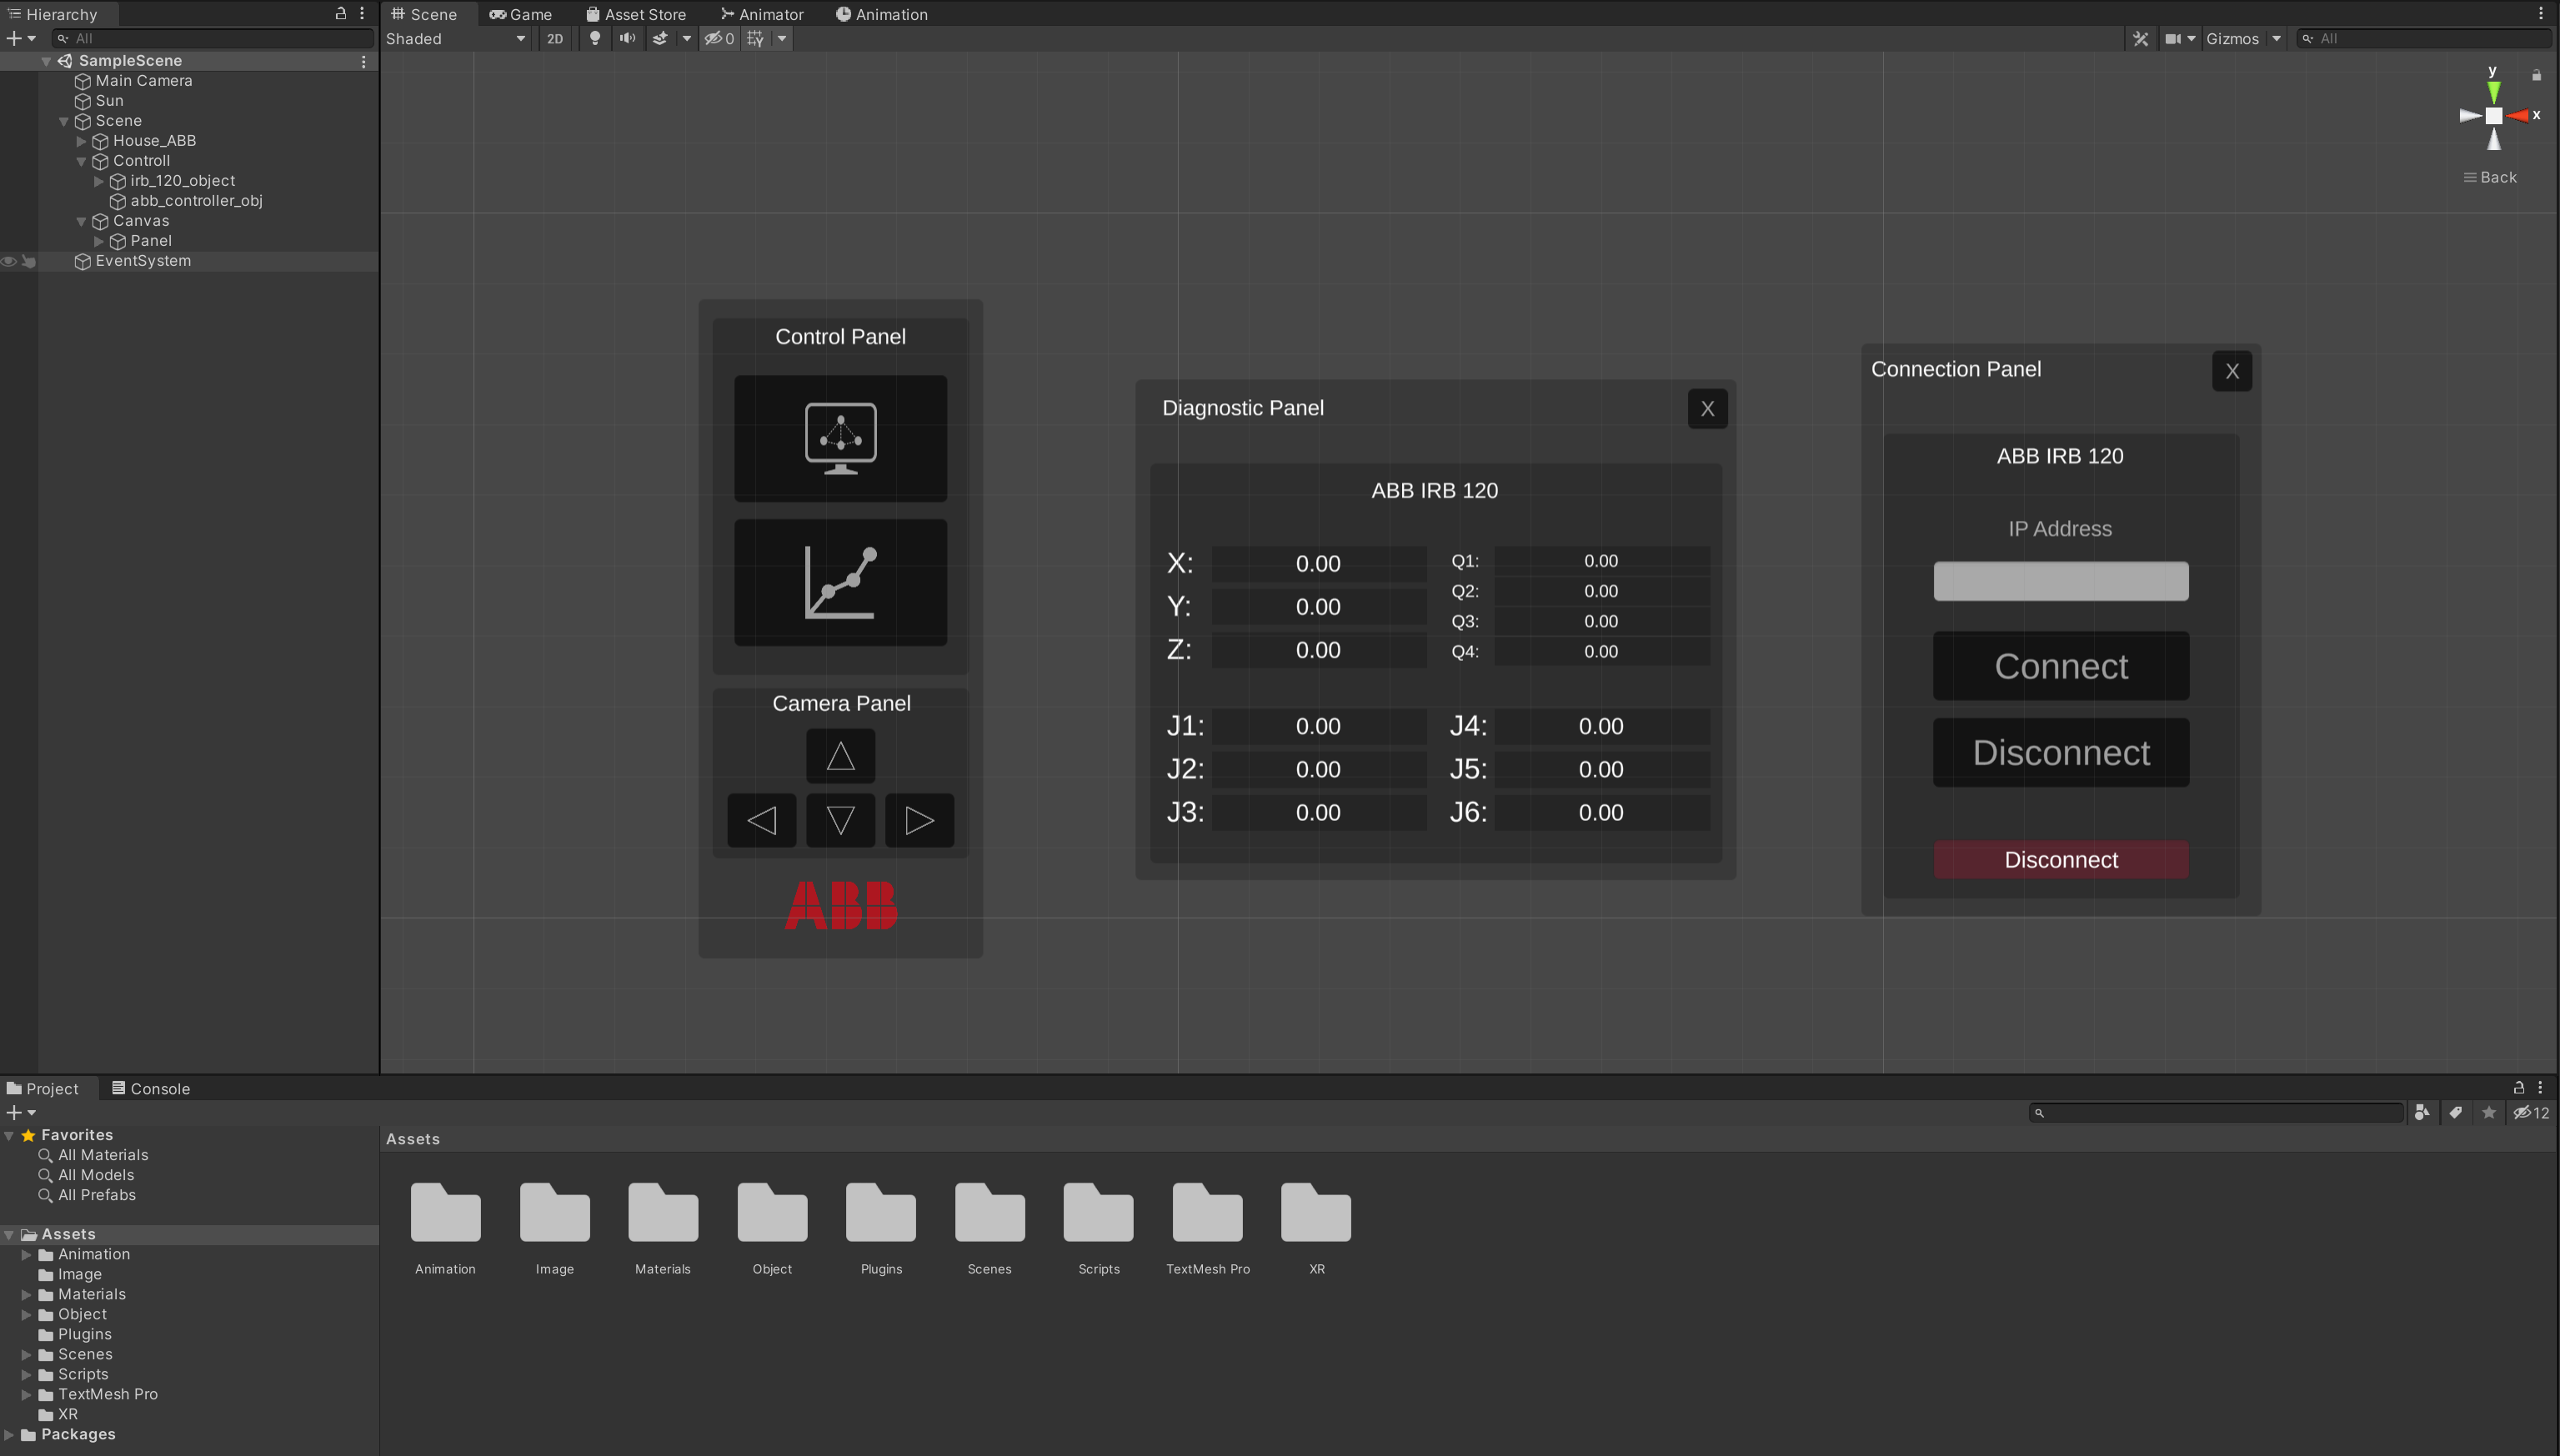 Hierarchy
All
SampleScene
Main Camera
Sun
Scene
House_ABB
Controll
irb_120_object
abb_controller_obj
Canvas
Panel
EventSystem
Scene Game Asset Store Animator Animation
Shaded 2D 0 Gizmos All
y
x
Back
Control Panel
Camera Panel
ABB
Diagnostic Panel X
ABB IRB 120
X: 0.00 Q1: 0.00
Y: 0.00 Q2: 0.00
Z: 0.00 Q3: 0.00
Q4: 0.00
J1: 0.00 J4: 0.00
J2: 0.00 J5: 0.00
J3: 0.00 J6: 0.00
Connection Panel X
ABB IRB 120
IP Address
Connect
Disconnect
Disconnect
Project Console
12
Favorites
All Materials
All Models
All Prefabs
Assets
Animation
Image
Materials
Object
Plugins
Scenes
Scripts
TextMesh Pro
XR
Packages
Assets
Animation Image Materials Object Plugins Scenes Scripts TextMesh Pro XR